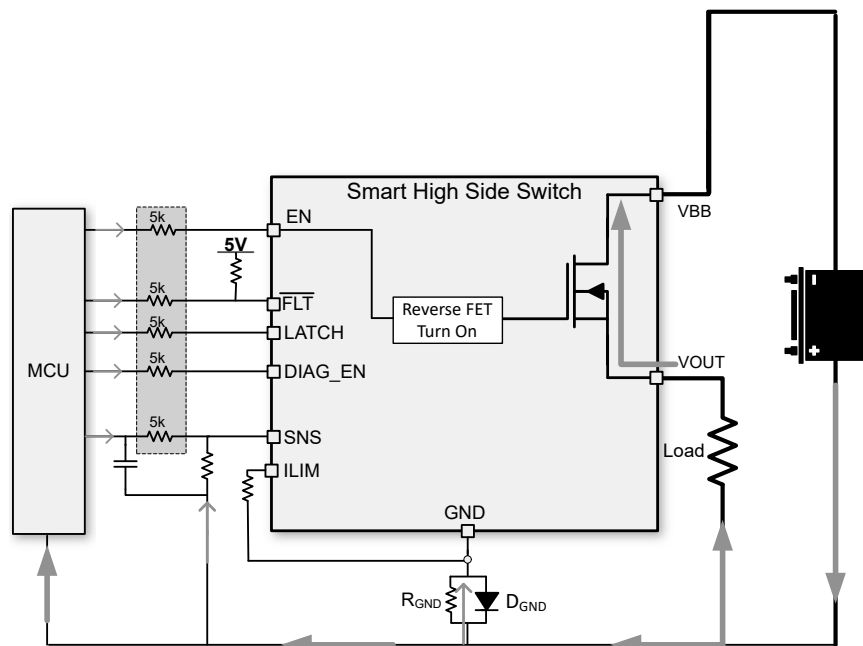 Smart High Side Switch
VBB
5k
EN
5V
5k
FLT
5k
LATCH
Reverse FET
Turn On
-
+
VOUT
MCU
5k
DIAG_EN
5k
SNS
ILIM
Load
GND
RGND
DGND